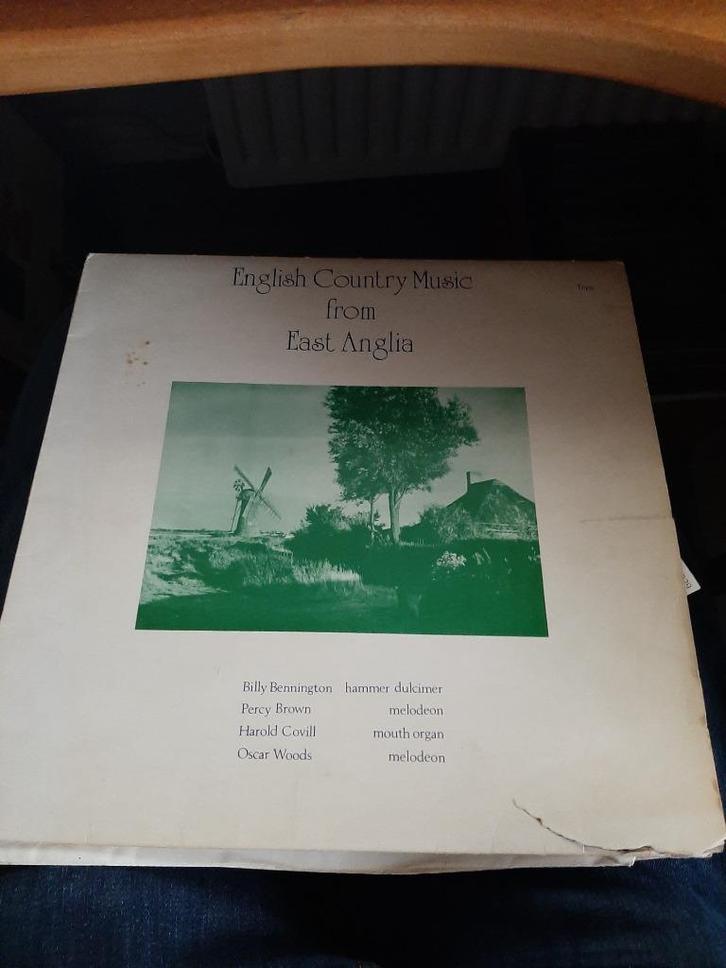 English Country Music
from
East Anglia
Topic
Billy Bennington hammer dulcimer
Percy Brown melodeon
Harold Covill mouth organ
Oscar Woods melodeon